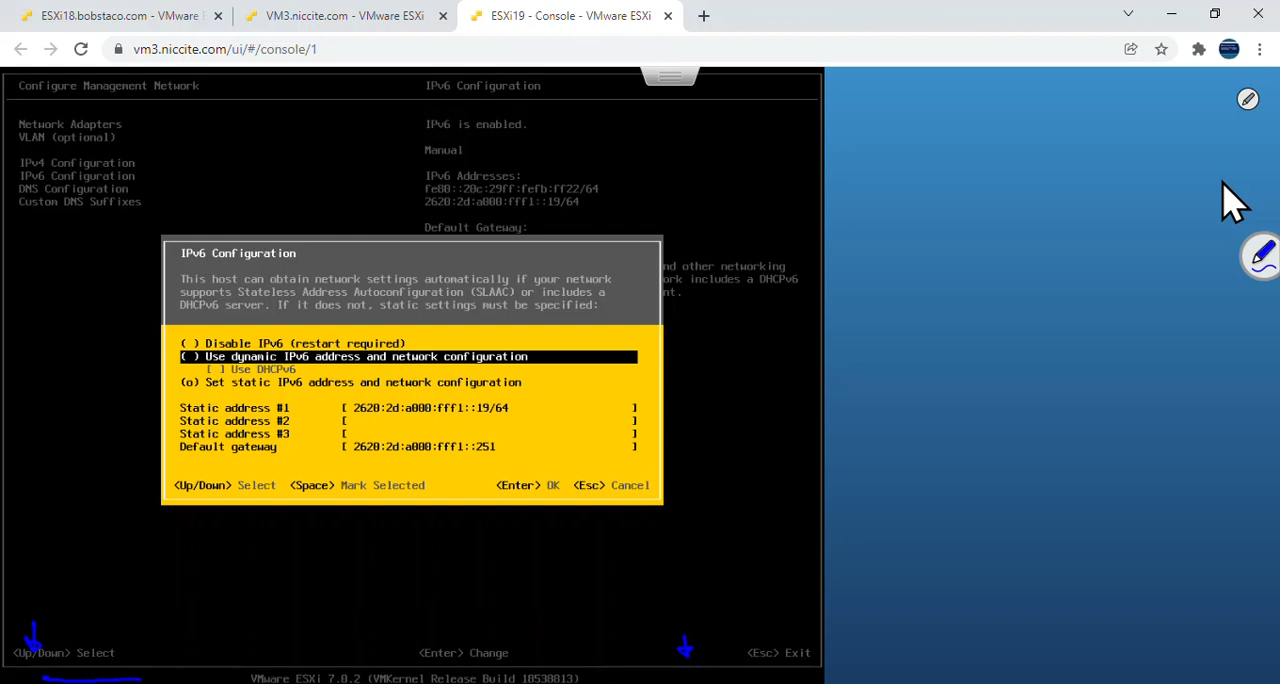 ESXi18.bobstaco.com - VMware E
VM3.niccite.com - VMware ESXi
ESXi19 - Console - VMware ESXi
vm3.niccite.com/ui/#/console/1
Configure Management Network
IPv6 Configuration
Network Adapters
VLAN (optional)
IPv4 Configuration
IPv6 Configuration
DNS Configuration
Custom DNS Suffixes
IPv6 is enabled.
Manual
IPv6 Addresses:
fe80::20c:29ff:fefb:ff22/64
2620:2d:a000:fff1::19/64
Default Gateway:
nd other networking
ork includes a DHCPv6
nt.
IPv6 Configuration
This host can obtain network settings automatically if your network
supports Stateless Address Autoconfiguration (SLAAC) or includes a
DHCPv6 server. If it does not, static settings must be specified:
( ) Disable IPv6 (restart required)
( ) Use dynamic IPv6 address and network configuration
[ ] Use DHCPv6
(o) Set static IPv6 address and network configuration
Static address #1 [ 2620:2d:a000:fff1::19/64 ]
Static address #2 [ ]
Static address #3 [ ]
Default gateway [ 2620:2d:a000:fff1::251 ]
<Up/Down> Select <Space> Mark Selected <Enter> OK <Esc> Cancel
<Up/Down> Select <Enter> Change <Esc> Exit
VMware ESXi 7.0.2 (VMKernel Release Build 18538813)